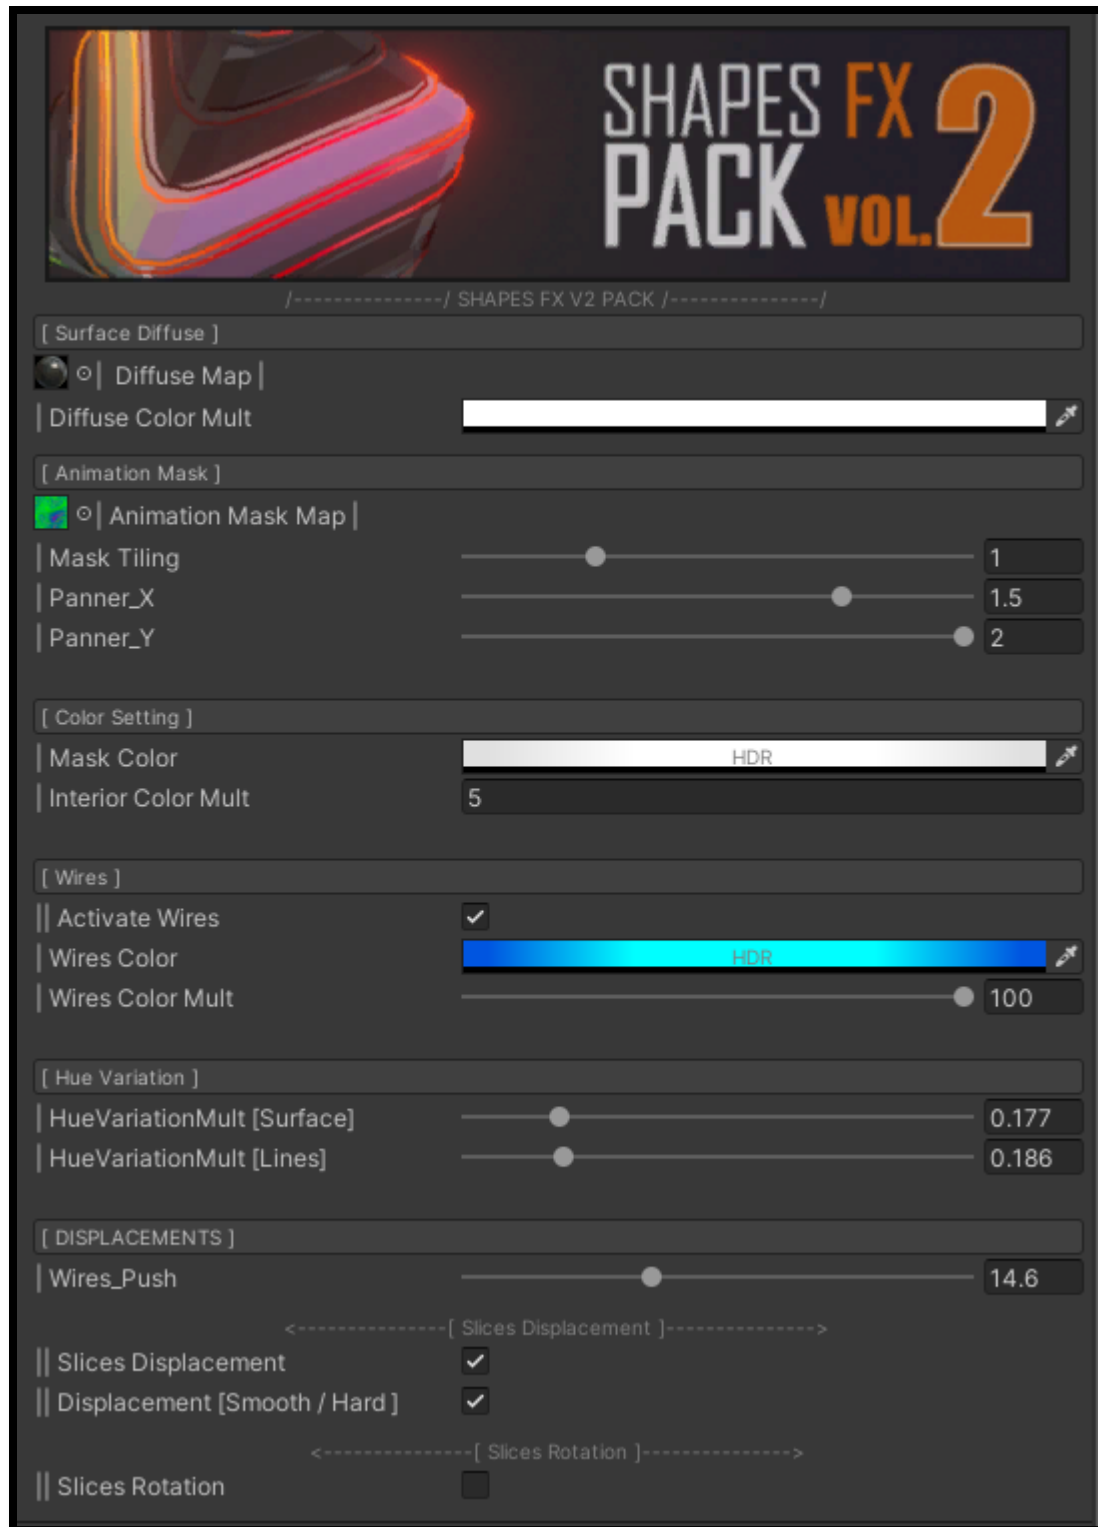 SHAPES FX
PACK VOL. 2
/---------------/ SHAPES FX V2 PACK /---------------/
[ Surface Diffuse ]
| Diffuse Map |
| Diffuse Color Mult
[ Animation Mask ]
| Animation Mask Map |
| Mask Tiling 1
| Panner_X 1.5
| Panner_Y 2
[ Color Setting ]
| Mask Color HDR
| Interior Color Mult 5
[ Wires ]
|| Activate Wires
| Wires Color HDR
| Wires Color Mult 100
[ Hue Variation ]
| HueVariationMult [Surface] 0.177
| HueVariationMult [Lines] 0.186
[ DISPLACEMENTS ]
| Wires_Push 14.6
<---------------[ Slices Displacement ]--------------->
|| Slices Displacement
|| Displacement [Smooth / Hard ]
<---------------[ Slices Rotation ]--------------->
|| Slices Rotation